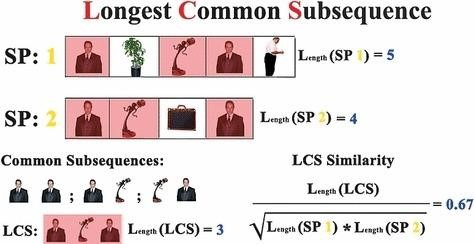 Longest Common Subsequence
SP: 1
Length (SP 1) = 5
SP: 2
Length (SP 2) = 4
Common Subsequences:
; ;
LCS:
Length (LCS) = 3
LCS Similarity
Length (LCS)
√ Length (SP 1) * Length (SP 2)
= 0.67